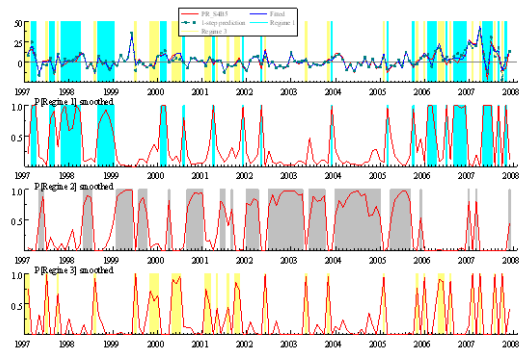 PR_6403 Fitted
1-step prediction Regime 1
Regime 3
50
25
0
1997 1998 1999 2000 2001 2002 2003 2004 2005 2006 2007 2008
P[Regime 1] smoothed
1.0
0.5
1997 1998 1999 2000 2001 2002 2003 2004 2005 2006 2007 2008
P[Regime 2] smoothed
1.0
0.5
1997 1998 1999 2000 2001 2002 2003 2004 2005 2006 2007 2008
P[Regime 3] smoothed
1.0
0.5
1997 1998 1999 2000 2001 2002 2003 2004 2005 2006 2007 2008